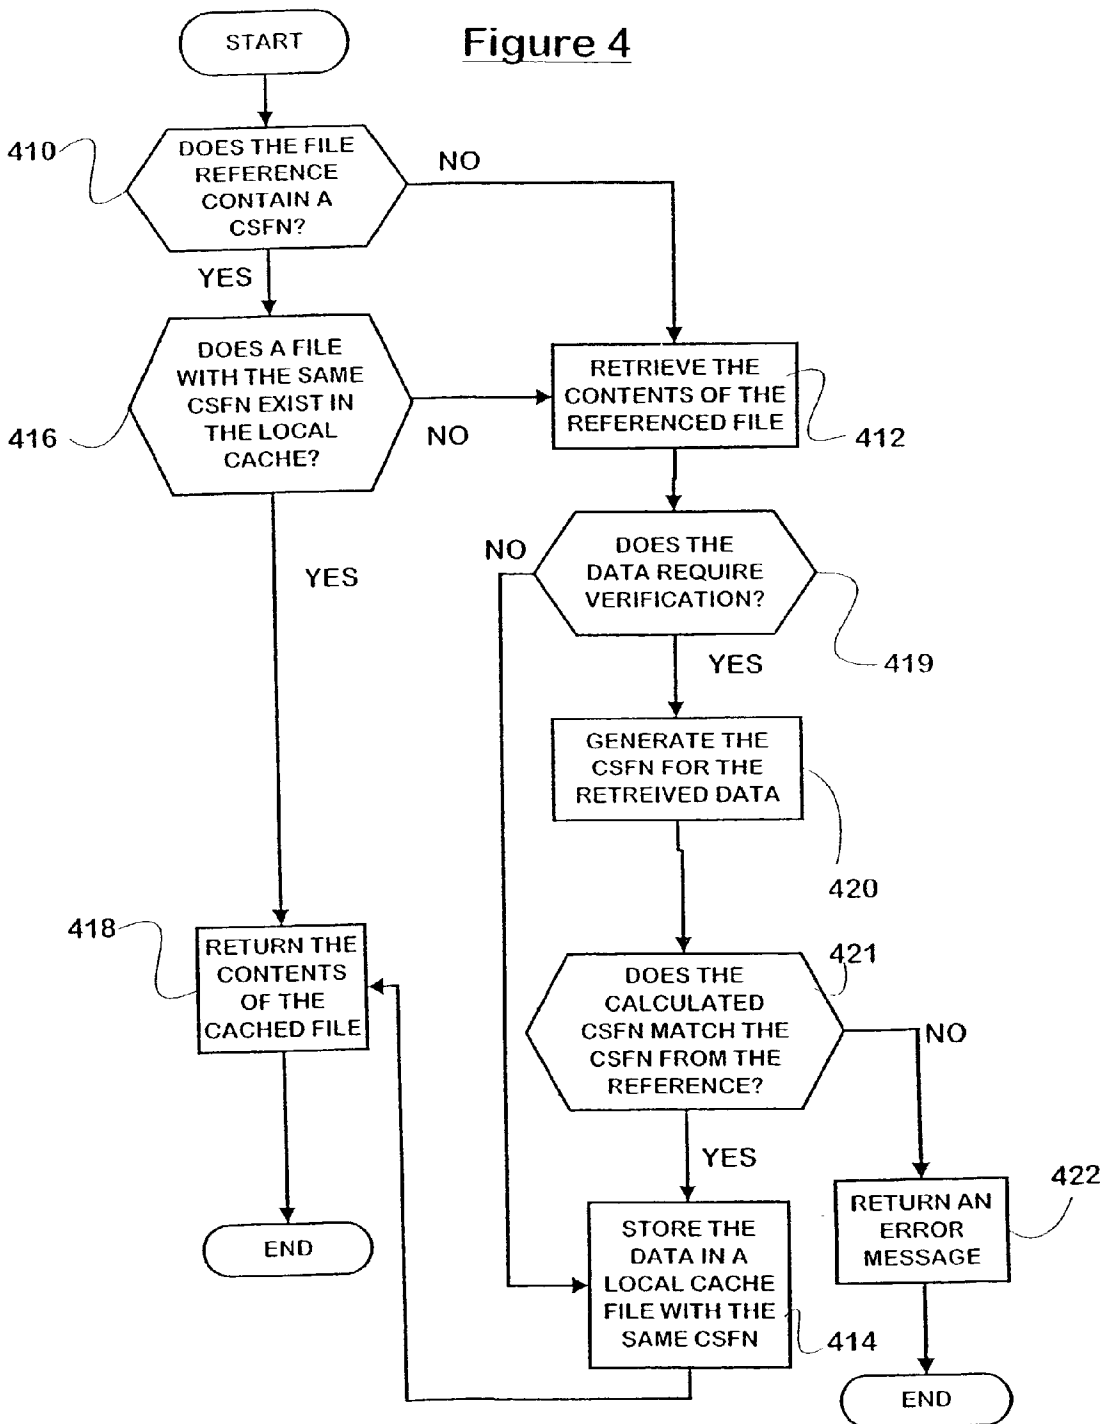 START
Figure 4
410
DOES THE FILE
REFERENCE
CONTAIN A
CSFN?
NO
YES
416
DOES A FILE
WITH THE SAME
CSFN EXIST IN
THE LOCAL
CACHE?
NO
YES
RETRIEVE THE
CONTENTS OF THE
REFERENCED FILE
412
NO
DOES THE
DATA REQUIRE
VERIFICATION?
419
YES
GENERATE THE
CSFN FOR THE
RETREIVED DATA
420
418
RETURN THE
CONTENTS
OF THE
CACHED FILE
END
421
DOES THE
CALCULATED
CSFN MATCH THE
CSFN FROM THE
REFERENCE?
NO
YES
STORE THE
DATA IN A
LOCAL CACHE
FILE WITH THE
SAME CSFN
414
422
RETURN AN
ERROR
MESSAGE
END